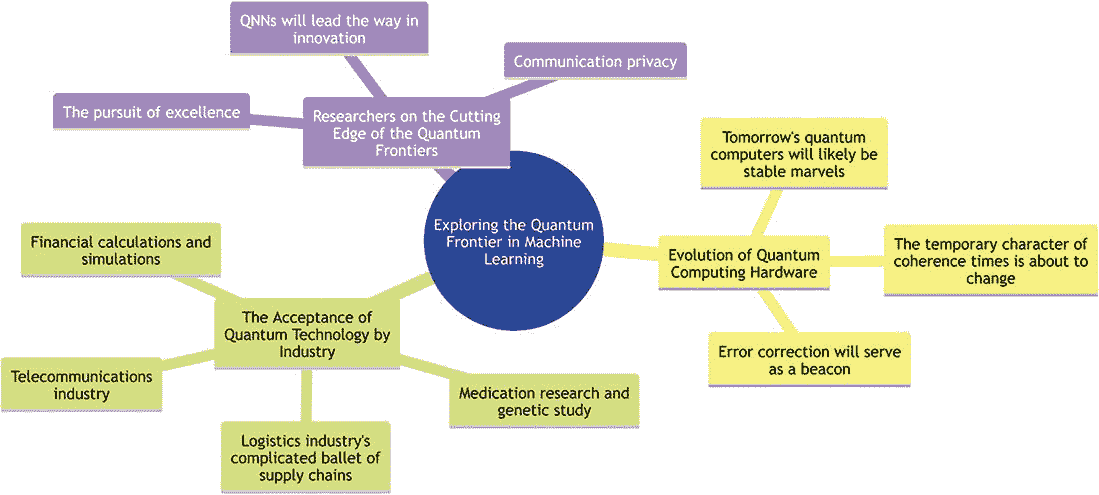 QNNs will lead the way in
innovation
Communication privacy
The pursuit of excellence
Researchers on the Cutting
Edge of the Quantum
Frontiers
Tomorrow's quantum
computers will likely be
stable marvels
Exploring the Quantum
Frontier in Machine
Learning
Evolution of Quantum
Computing Hardware
The temporary character of
coherence times is about to
change
Error correction will serve
as a beacon
Financial calculations and
simulations
The Acceptance of
Quantum Technology by
Industry
Telecommunications
industry
Medication research and
genetic study
Logistics industry's
complicated ballet of
supply chains